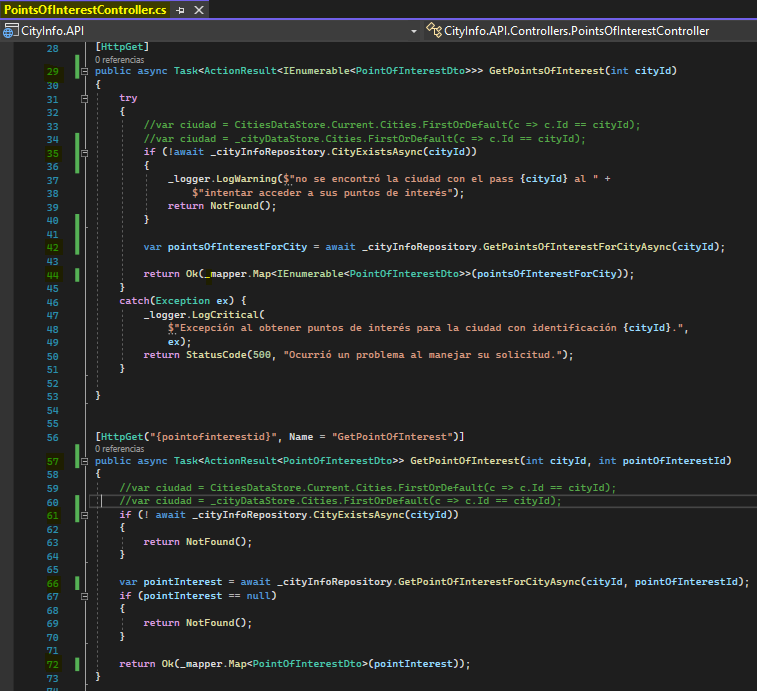 PointsOfInterestController.cs
CityInfo.API
CityInfo.API.Controllers.PointsOfInterestController
28 [HttpGet]
0 referencias
29 public async Task<ActionResult<IEnumerable<PointOfInterestDto>>> GetPointsOfInterest(int cityId)
30 {
31 try
32 {
33 //var ciudad = CitiesDataStore.Current.Cities.FirstOrDefault(c => c.Id == cityId);
34 //var ciudad = _cityDataStore.Cities.FirstOrDefault(c => c.Id == cityId);
35 if (!await _cityInfoRepository.CityExistsAsync(cityId))
36 {
37 _logger.LogWarning($"no se encontró la ciudad con el pass {cityId} al " +
38 $"intentar acceder a sus puntos de interés");
39 return NotFound();
40 }
41
42 var pointsOfInterestForCity = await _cityInfoRepository.GetPointsOfInterestForCityAsync(cityId);
43
44 return Ok(_mapper.Map<IEnumerable<PointOfInterestDto>>(pointsOfInterestForCity));
45 }
46 catch(Exception ex) {
47 _logger.LogCritical(
48 $"Excepción al obtener puntos de interés para la ciudad con identificación {cityId}.",
49 ex);
50 return StatusCode(500, "Ocurrió un problema al manejar su solicitud.");
51 }
52
53 }
54
55
56 [HttpGet("{pointofinterestid}", Name = "GetPointOfInterest")]
0 referencias
57 public async Task<ActionResult<PointOfInterestDto>> GetPointOfInterest(int cityId, int pointOfInterestId)
58 {
59 //var ciudad = CitiesDataStore.Current.Cities.FirstOrDefault(c => c.Id == cityId);
60 //var ciudad = _cityDataStore.Cities.FirstOrDefault(c => c.Id == cityId);
61 if (! await _cityInfoRepository.CityExistsAsync(cityId))
62 {
63 return NotFound();
64 }
65
66 var pointInterest = await _cityInfoRepository.GetPointOfInterestForCityAsync(cityId, pointOfInterestId);
67 if (pointInterest == null)
68 {
69 return NotFound();
70 }
71
72 return Ok(_mapper.Map<PointOfInterestDto>(pointInterest));
73 }